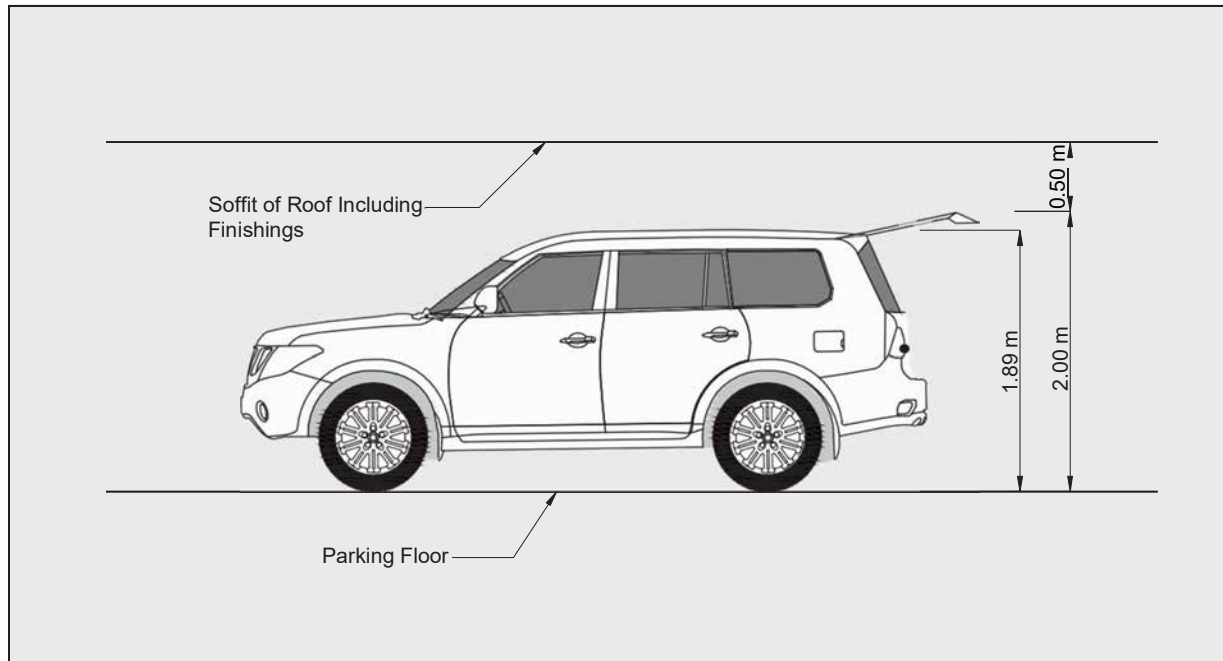 0.50 m
Soffit of Roof Including
Finishings
1.89 m
2.00 m
Parking Floor